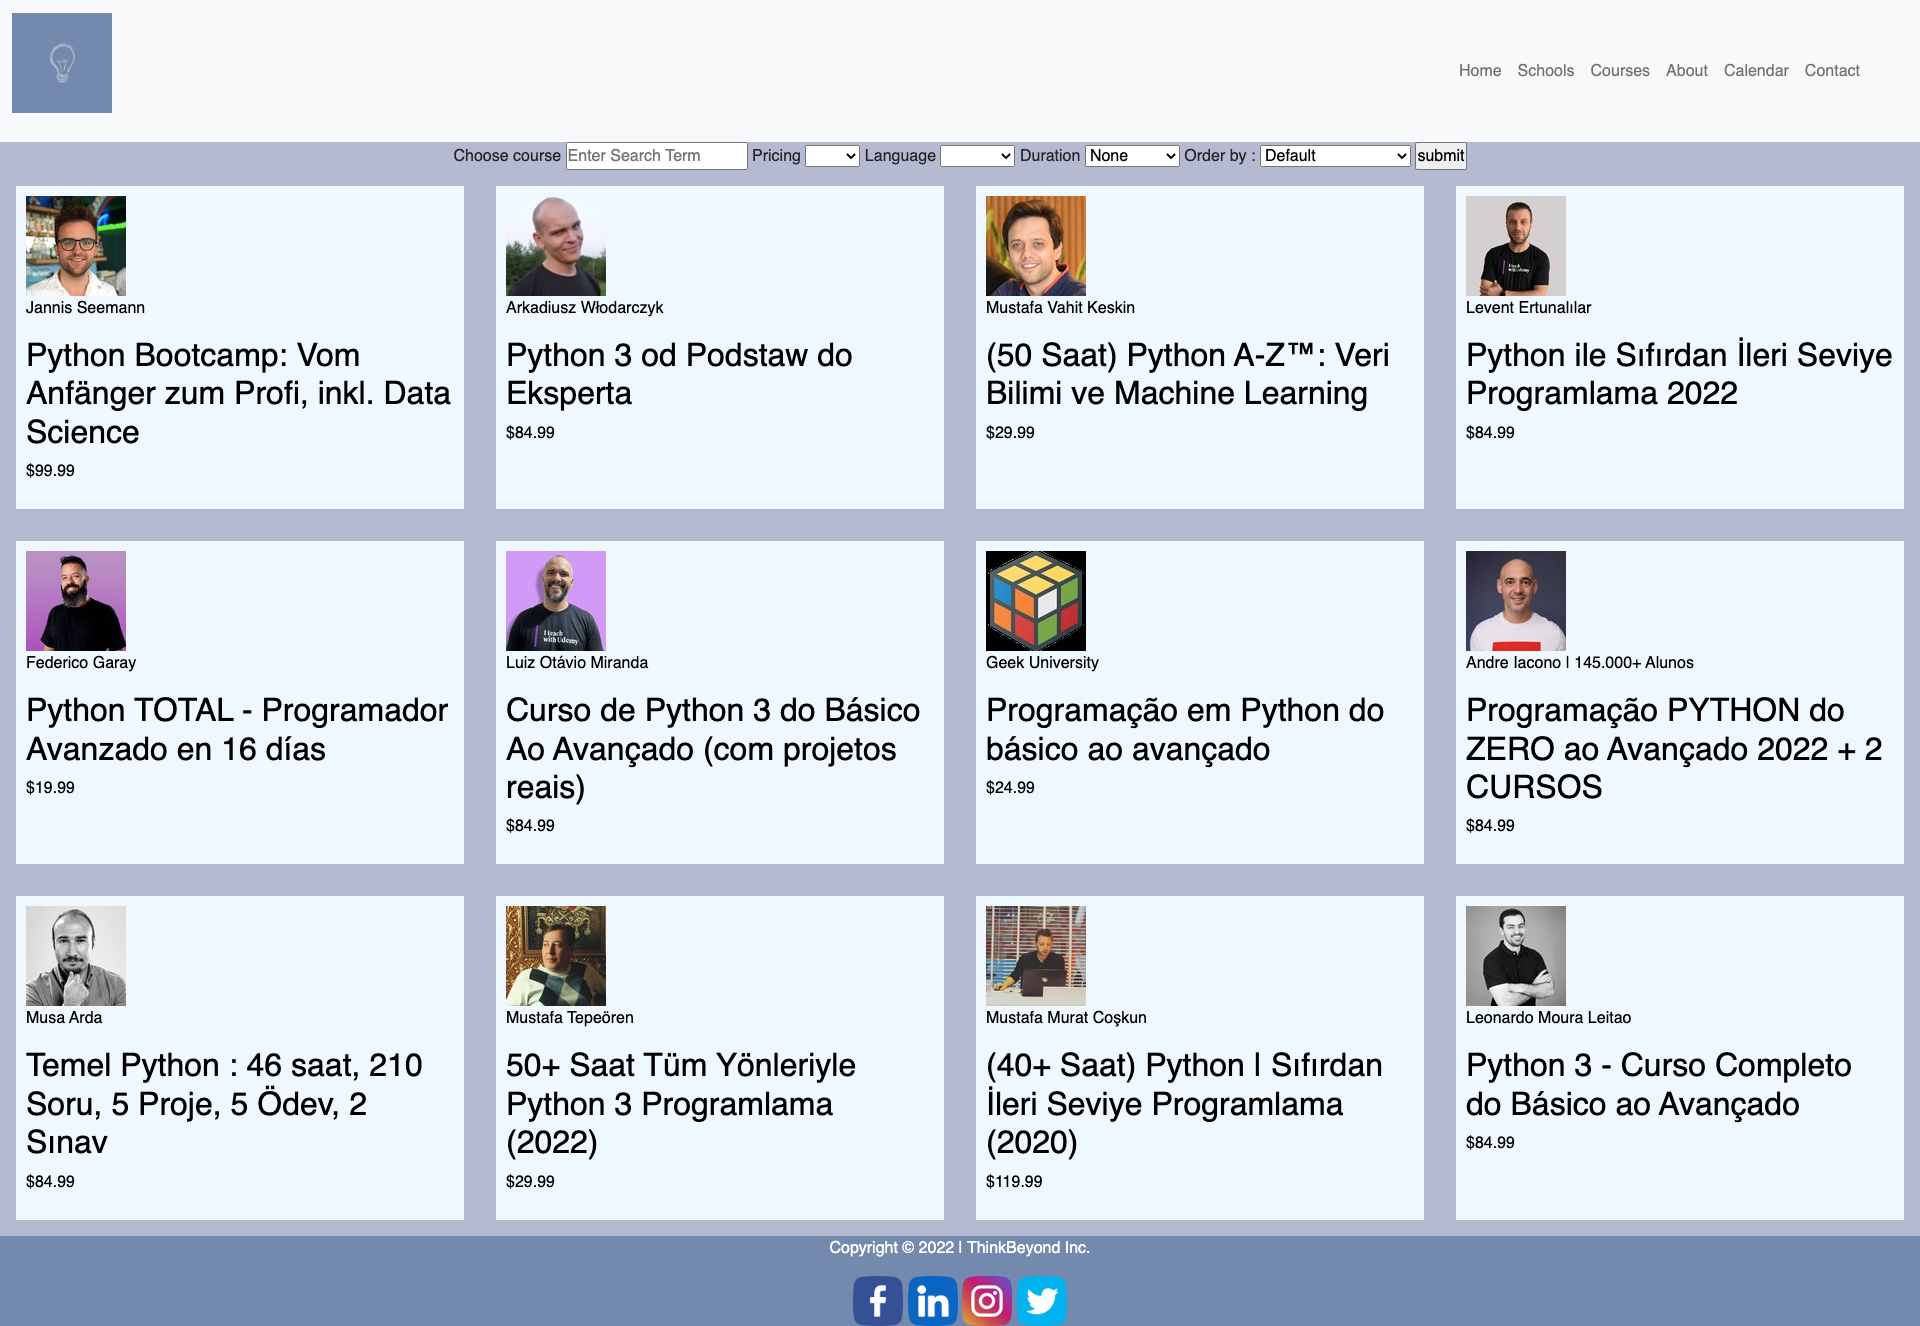 Home Schools Courses About Calendar Contact
Choose course Enter Search Term Pricing Language Duration None Order by : Default submit
Jannis Seemann
Python Bootcamp: Vom
Anfänger zum Profi, inkl. Data
Science
$99.99
Arkadiusz Włodarczyk
Python 3 od Podstaw do
Eksperta
$84.99
Mustafa Vahit Keskin
(50 Saat) Python A-Z™: Veri
Bilimi ve Machine Learning
$29.99
Levent Ertunalılar
Python ile Sıfırdan İleri Seviye
Programlama 2022
$84.99
Federico Garay
Python TOTAL - Programador
Avanzado en 16 días
$19.99
I teach
with Udemy
Luiz Otávio Miranda
Curso de Python 3 do Básico
Ao Avançado (com projetos
reais)
$84.99
Geek University
Programação em Python do
básico ao avançado
$24.99
Andre Iacono | 145.000+ Alunos
Programação PYTHON do
ZERO ao Avançado 2022 + 2
CURSOS
$84.99
Musa Arda
Temel Python : 46 saat, 210
Soru, 5 Proje, 5 Ödev, 2
Sınav
$84.99
Mustafa Tepeören
50+ Saat Tüm Yönleriyle
Python 3 Programlama
(2022)
$29.99
Mustafa Murat Coşkun
(40+ Saat) Python | Sıfırdan
İleri Seviye Programlama
(2020)
$119.99
Leonardo Moura Leitao
Python 3 - Curso Completo
do Básico ao Avançado
$84.99
Copyright © 2022 | ThinkBeyond Inc.